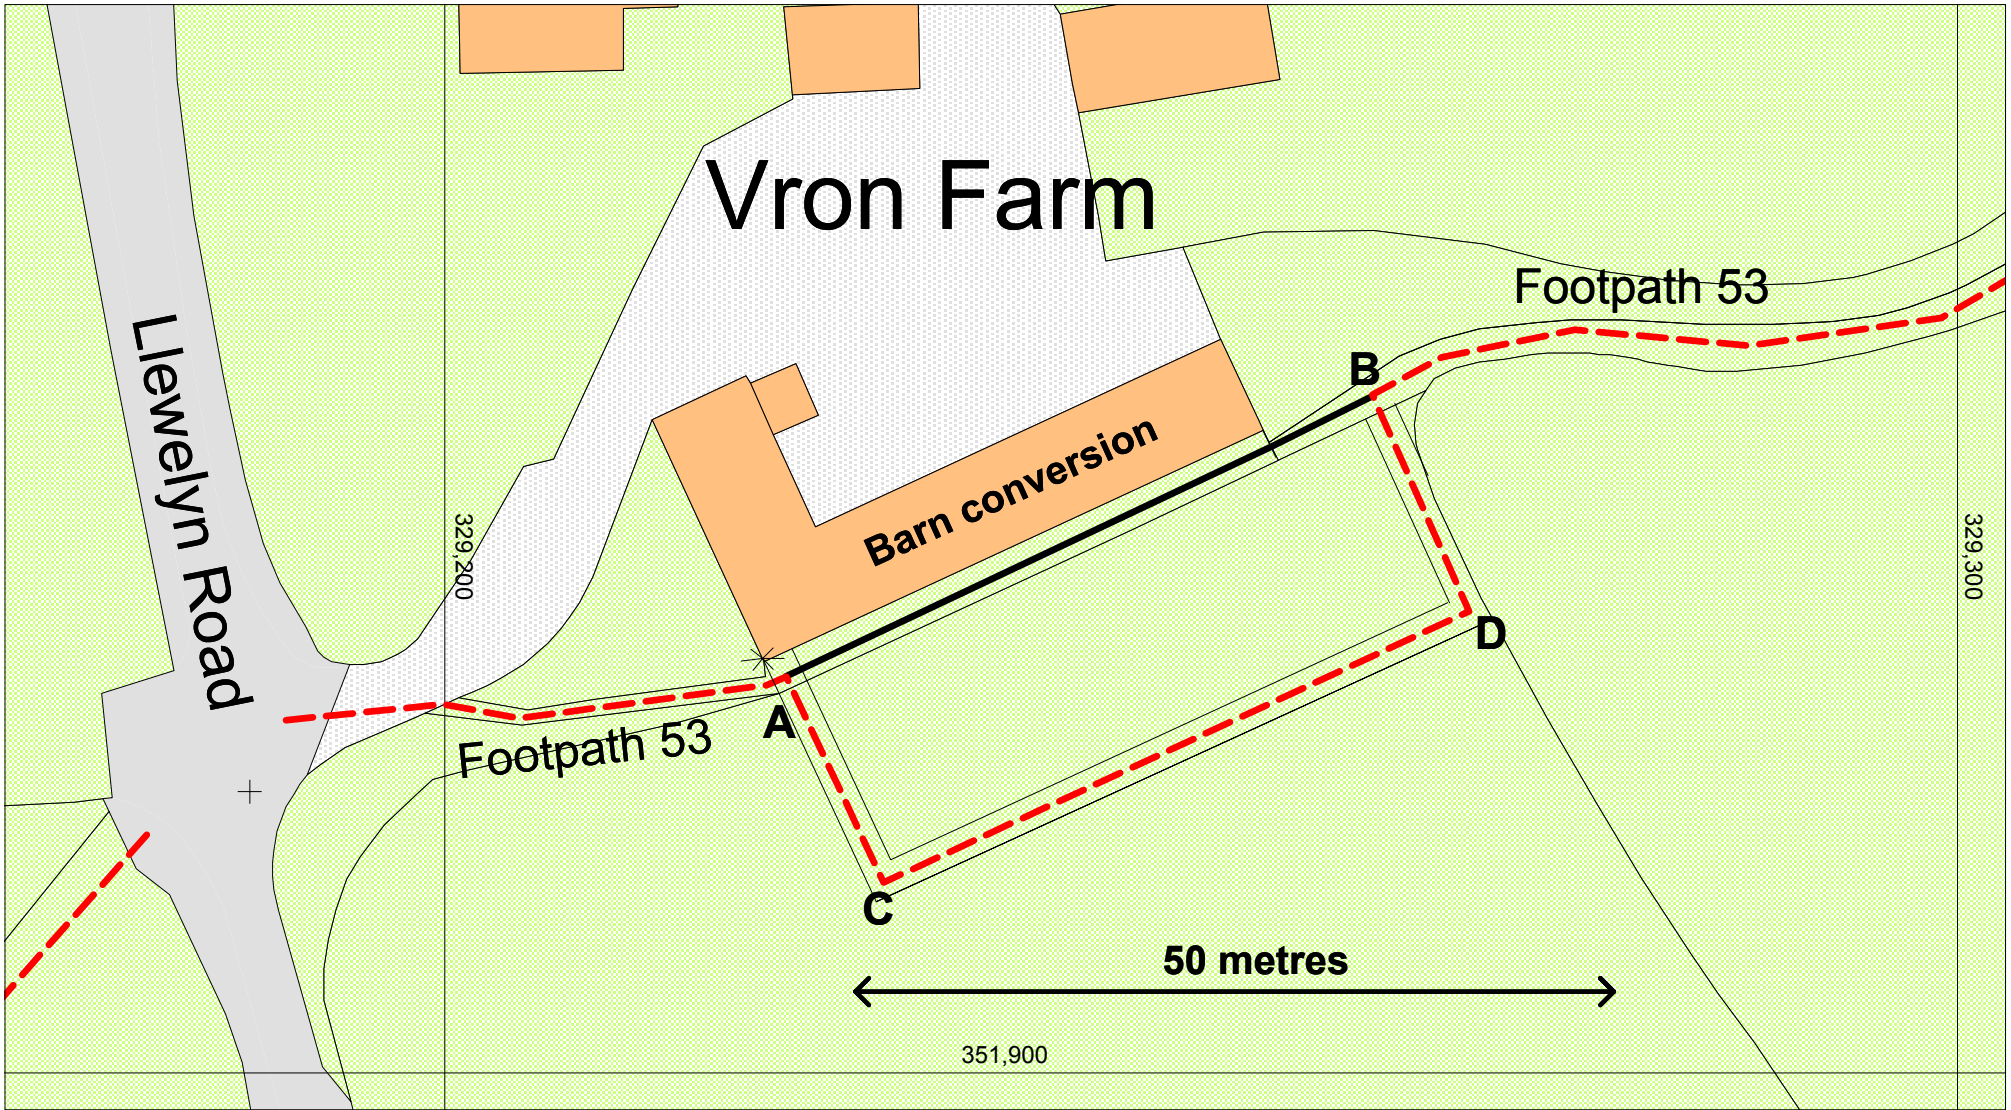 Vron Farm
Footpath 53
Llewelyn Road
B
Barn conversion
329,200
329,300
D
A
Footpath 53
C
50 metres
351,900